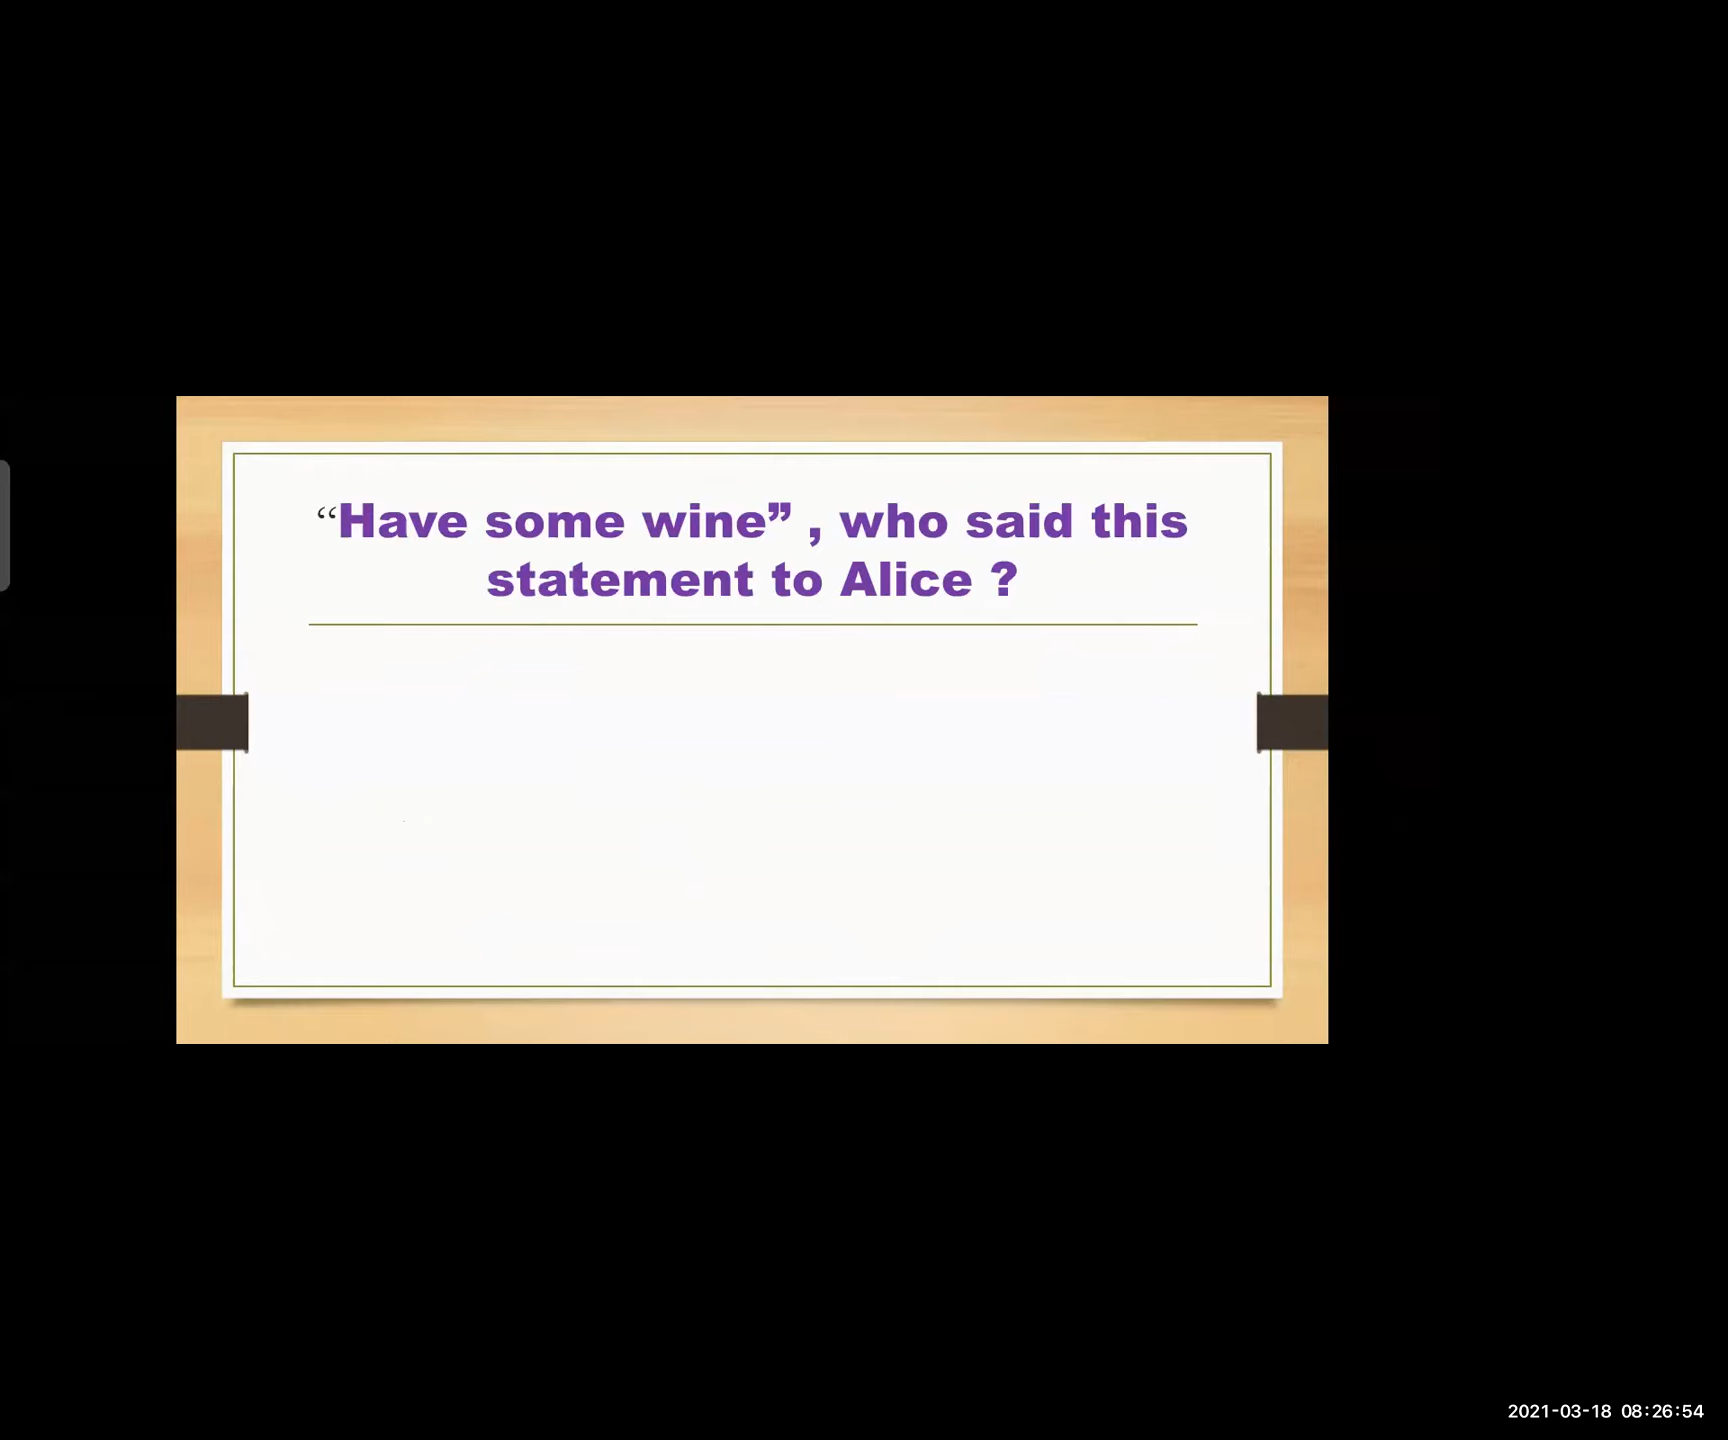 “Have some wine” , who said this
statement to Alice ?
2021-03-18 08:26:54